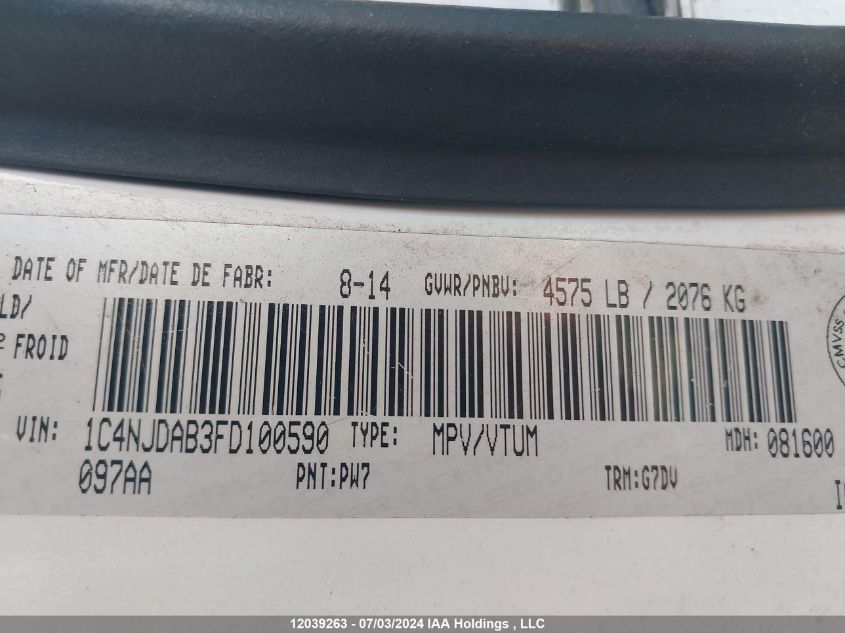 DATE OF MFR/DATE DE FABR: 8-14 GVWR/PNBV: 4575 LB / 2076 KG
LD/
FROID
VIN: 1C4NJDAB3FD100590 TYPE: MPV/VTUM MDH: 081600
097AA PNT:PW7 TRM:G7DV
CMVSS
12039263 - 07/03/2024 IAA Holdings , LLC